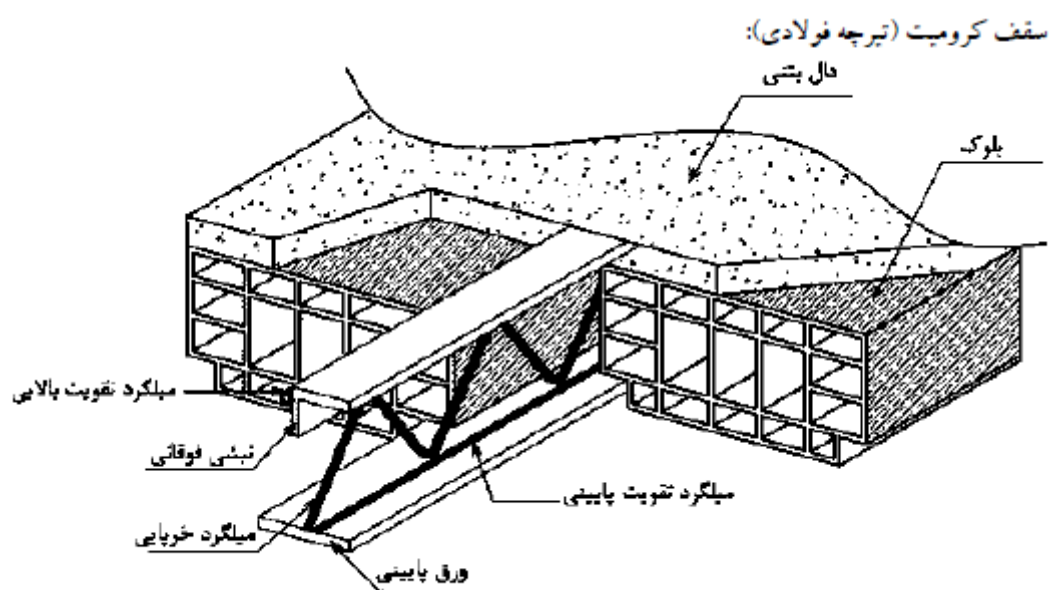 سقف کرومیت (تیرچه فولادی):
دال بتنی
بلوک
میلگرد تقویت بالایی
نبشی فوقانی
میلگرد تقویت پایینی
میلگرد خرپایی
ورق پایینی